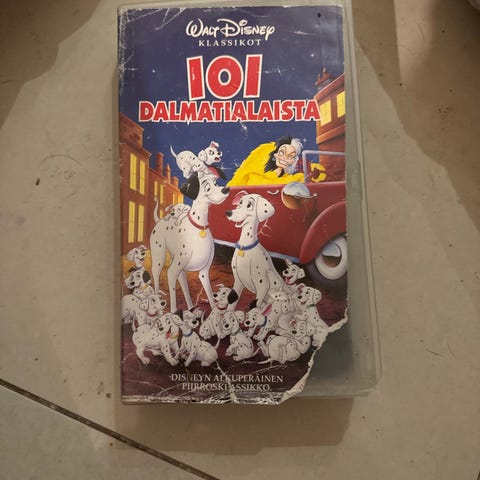 WALT DISNEY
KLASSIKOT
101
DALMATIALAISTA
DISNEYN ALKUPERÄINEN
PIIRROSKLASSIKKO.